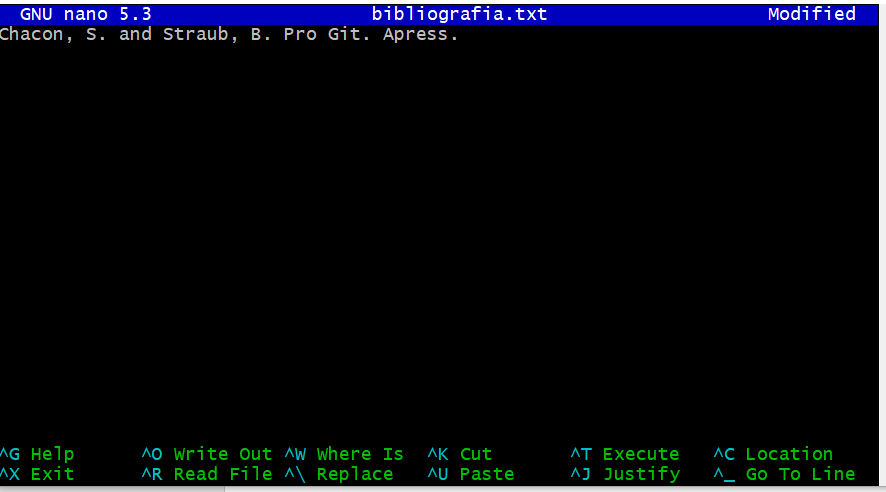 GNU nano 5.3 bibliografia.txt Modified
Chacon, S. and Straub, B. Pro Git. Apress.
^G Help ^O Write Out ^W Where Is ^K Cut ^T Execute ^C Location
^X Exit ^R Read File ^\ Replace ^U Paste ^J Justify ^_ Go To Line